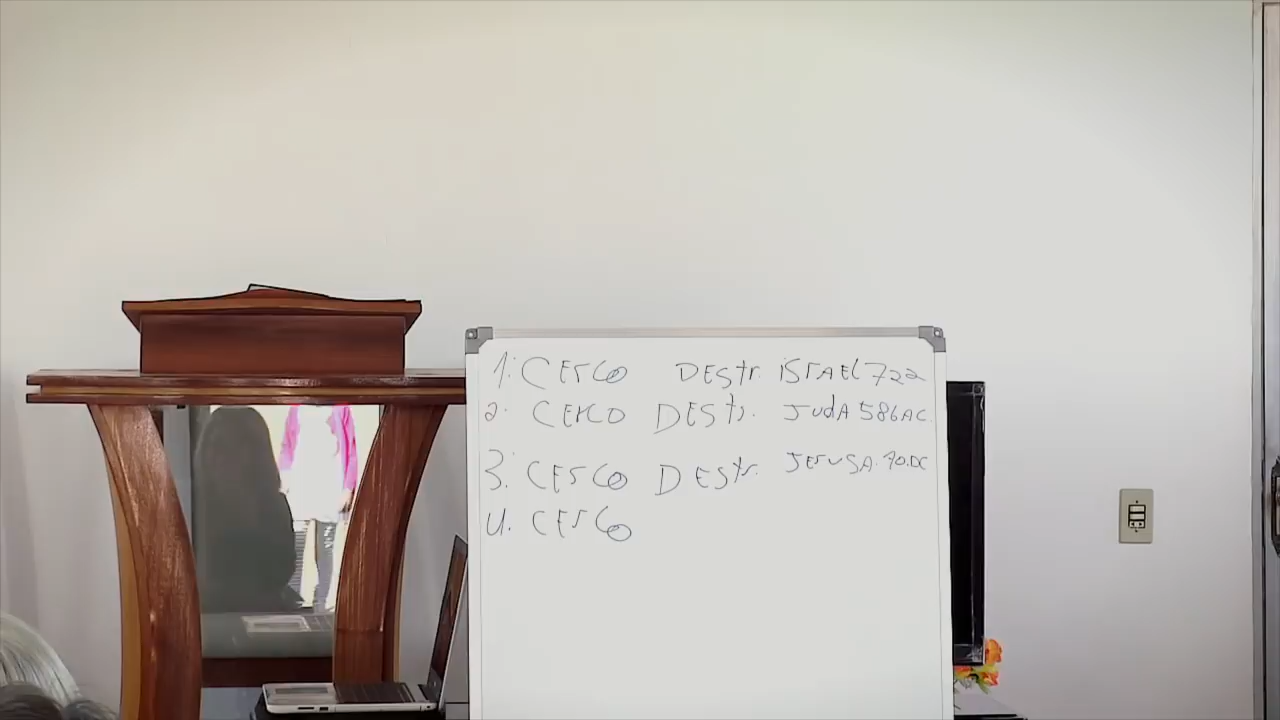 1. CErCO DEStr. iSrAEL 722
2. CErCO DEStr. JudA 586AC.
3. CErCO DEStr. JErUSA. 70.DC
4. CErCO